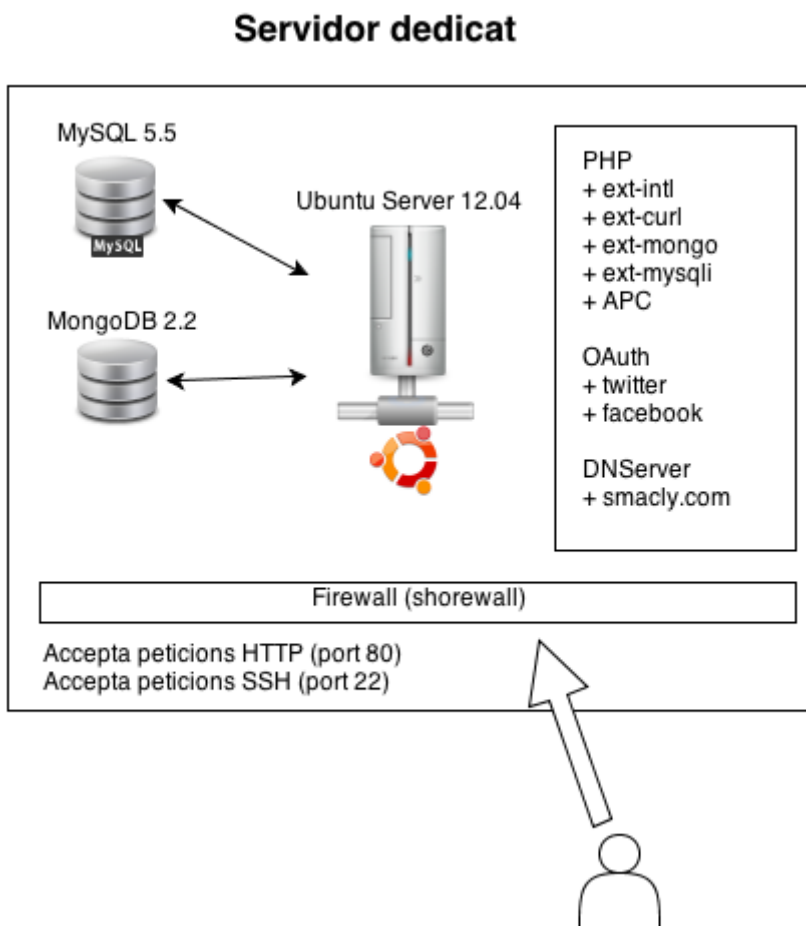 Servidor dedicat
MySQL 5.5
MySQL
MongoDB 2.2
Ubuntu Server 12.04
PHP
+ ext-intl
+ ext-curl
+ ext-mongo
+ ext-mysqli
+ APC
OAuth
+ twitter
+ facebook
DNServer
+ smacly.com
Firewall (shorewall)
Accepta peticions HTTP (port 80)
Accepta peticions SSH (port 22)